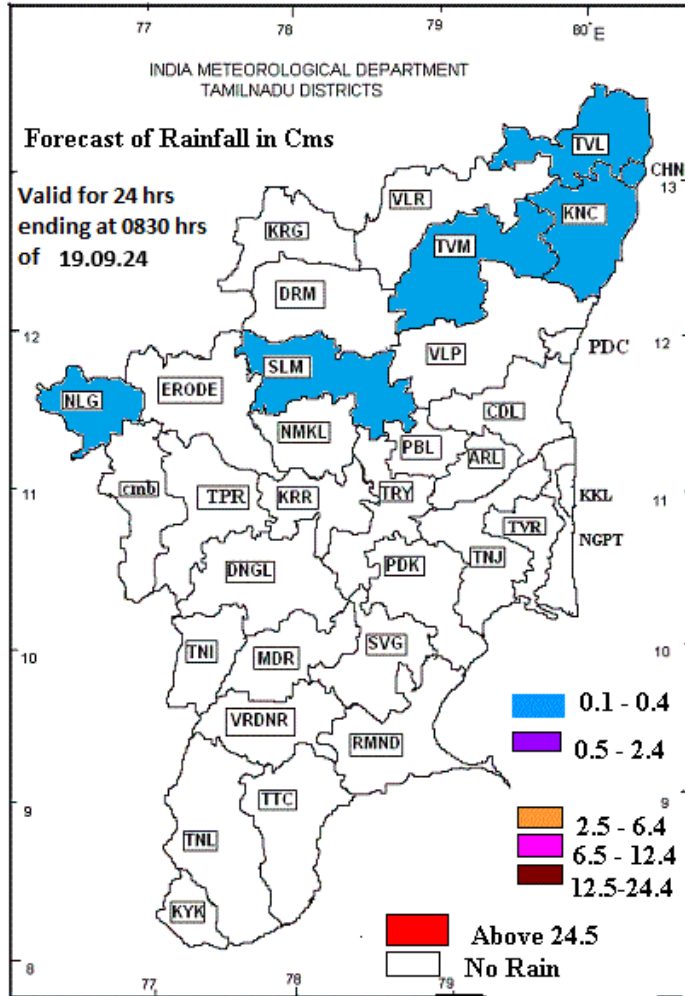 77 78 79 80 E
INDIA METEOROLOGICAL DEPARTMENT
TAMILNADU DISTRICTS
Forecast of Rainfall in Cms
TVL
CHN
13
Valid for 24 hrs
ending at 0830 hrs
of 19.09.24
VLR
KNC
KRG
TVM
DRM
12 12
PDC
VLP
SLM
NLG
ERODE
CDL
NMKL
PBL
ARL
11 11
cmb
TPR
KRR
TRY
KKL
TVR
NGPT
DNGL
PDK
TNJ
10 10
TNI
MDR
SVG
0.1 - 0.4
VRDNR
RMND
0.5 - 2.4
9 9
TTC
2.5 - 6.4
TNL
6.5 - 12.4
12.5-24.4
KYK
Above 24.5
No Rain
8
77 78 79